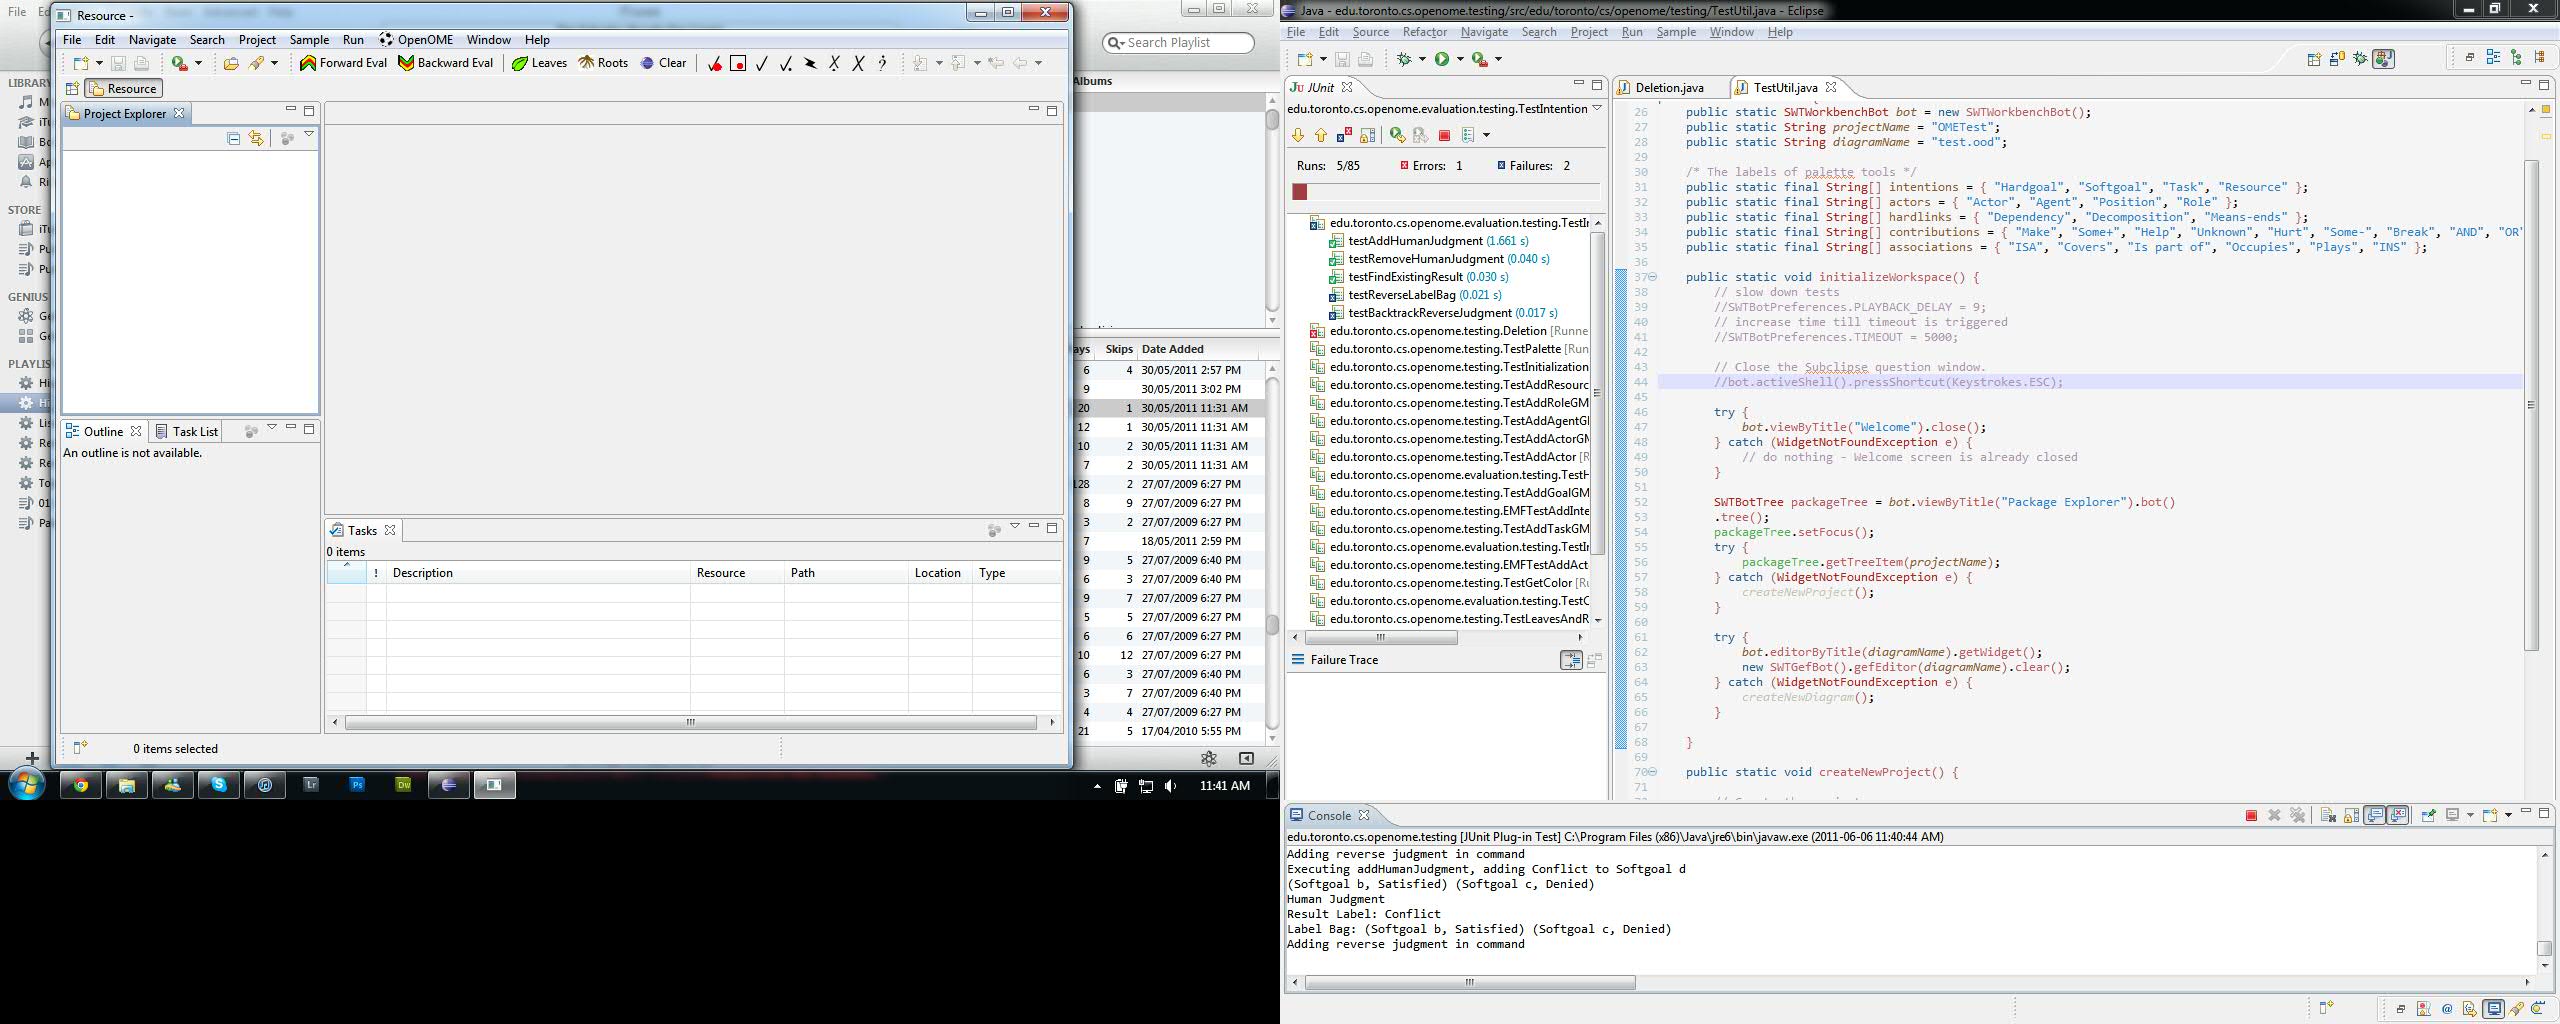 Resource -
File Edit Navigate Search Project Sample Run OpenOME Window Help
Forward Eval Backward Eval Leaves Roots Clear
Resource
Project Explorer
Outline Task List
An outline is not available.
Tasks
0 items
! Description Resource Path Location Type
0 items selected
File Edit
LIBRARY
STORE
GENIUS
PLAYLIS
Search Playlist
Albums
ays Skips Date Added
6 4 30/05/2011 2:57 PM
9 30/05/2011 3:02 PM
20 1 30/05/2011 11:31 AM
12 1 30/05/2011 11:31 AM
10 2 30/05/2011 11:31 AM
7 2 30/05/2011 11:31 AM
128 2 27/07/2009 6:27 PM
8 9 27/07/2009 6:27 PM
3 2 27/07/2009 6:27 PM
7 18/05/2011 2:59 PM
9 5 27/07/2009 6:40 PM
6 3 27/07/2009 6:40 PM
9 7 27/07/2009 6:27 PM
5 5 27/07/2009 6:27 PM
6 6 27/07/2009 6:27 PM
10 12 27/07/2009 6:27 PM
6 3 27/07/2009 6:40 PM
3 7 27/07/2009 6:40 PM
4 4 27/07/2009 6:27 PM
21 5 17/04/2010 5:55 PM
Lr Ps Dw
11:41 AM
Java - edu.toronto.cs.openome.testing/src/edu/toronto/cs/openome/testing/TestUtil.java - Eclipse
File Edit Source Refactor Navigate Search Project Run Sample Window Help
JUnit
edu.toronto.cs.openome.evaluation.testing.TestIntention
Runs: 5/85 Errors: 1 Failures: 2
edu.toronto.cs.openome.evaluation.testing.TestIr
testAddHumanJudgment (1.661 s)
testRemoveHumanJudgment (0.040 s)
testFindExistingResult (0.030 s)
testReverseLabelBag (0.021 s)
testBacktrackReverseJudgment (0.017 s)
edu.toronto.cs.openome.testing.Deletion [Runne
edu.toronto.cs.openome.testing.TestPalette [Run
edu.toronto.cs.openome.testing.TestInitialization
edu.toronto.cs.openome.testing.TestAddResourc
edu.toronto.cs.openome.testing.TestAddRoleGM
edu.toronto.cs.openome.testing.TestAddAgentGI
edu.toronto.cs.openome.testing.TestAddActorGM
edu.toronto.cs.openome.testing.TestAddActor [R
edu.toronto.cs.openome.evaluation.testing.TestH
edu.toronto.cs.openome.testing.TestAddGoalGM
edu.toronto.cs.openome.testing.EMFTestAddInte
edu.toronto.cs.openome.testing.TestAddTaskGM
edu.toronto.cs.openome.evaluation.testing.TestIr
edu.toronto.cs.openome.testing.EMFTestAddAct
edu.toronto.cs.openome.testing.TestGetColor [Ru
edu.toronto.cs.openome.evaluation.testing.TestC
edu.toronto.cs.openome.testing.TestLeavesAndR
Failure Trace
Deletion.java TestUtil.java
26 public static SWTWorkbenchBot bot = new SWTWorkbenchBot();
27 public static String projectName = "OMETest";
28 public static String diagramName = "test.ood";
29
30 /* The labels of palette tools */
31 public static final String[] intentions = { "Hardgoal", "Softgoal", "Task", "Resource" };
32 public static final String[] actors = { "Actor", "Agent", "Position", "Role" };
33 public static final String[] hardlinks = { "Dependency", "Decomposition", "Means-ends" };
34 public static final String[] contributions = { "Make", "Some+", "Help", "Unknown", "Hurt", "Some-", "Break", "AND", "OR"
35 public static final String[] associations = { "ISA", "Covers", "Is part of", "Occupies", "Plays", "INS" };
36
37 public static void initializeWorkspace() {
38 // slow down tests
39 //SWTBotPreferences.PLAYBACK_DELAY = 9;
40 // increase time till timeout is triggered
41 //SWTBotPreferences.TIMEOUT = 5000;
42
43 // Close the Subclipse question window.
44 //bot.activeShell().pressShortcut(Keystrokes.ESC);
45
46 try {
47 bot.viewByTitle("Welcome").close();
48 } catch (WidgetNotFoundException e) {
49 // do nothing - Welcome screen is already closed
50 }
51
52 SWTBotTree packageTree = bot.viewByTitle("Package Explorer").bot()
53 .tree();
54 packageTree.setFocus();
55 try {
56 packageTree.getTreeItem(projectName);
57 } catch (WidgetNotFoundException e) {
58 createNewProject();
59 }
60
61 try {
62 bot.editorByTitle(diagramName).getWidget();
63 new SWTGefBot().gefEditor(diagramName).clear();
64 } catch (WidgetNotFoundException e) {
65 createNewDiagram();
66 }
67
68 }
69
70 public static void createNewProject() {
71
Console
edu.toronto.cs.openome.testing [JUnit Plug-in Test] C:\Program Files (x86)\Java\jre6\bin\javaw.exe (2011-06-06 11:40:44 AM)
Adding reverse judgment in command
Executing addHumanJudgment, adding Conflict to Softgoal d
(Softgoal b, Satisfied) (Softgoal c, Denied)
Human Judgment
Result Label: Conflict
Label Bag: (Softgoal b, Satisfied) (Softgoal c, Denied)
Adding reverse judgment in command